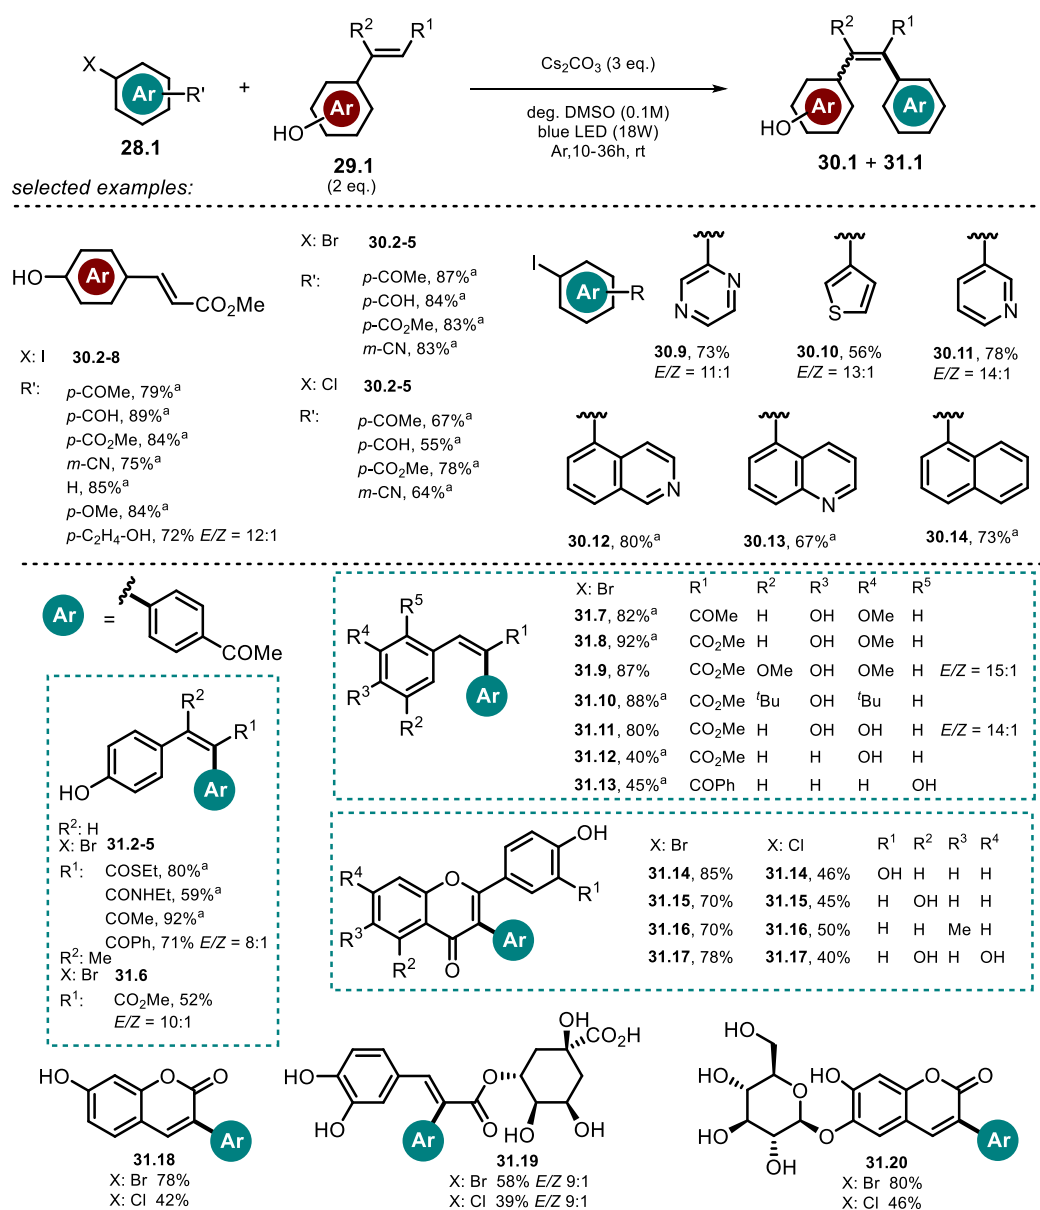 X
Ar
R'
28.1
+
R² R¹
Ar
HO
29.1
(2 eq.)
Cs₂CO₃ (3 eq.)
deg. DMSO (0.1M)
blue LED (18W)
Ar,10-36h, rt
R² R¹
Ar Ar
HO
30.1 + 31.1
selected examples:
HO Ar CO₂Me
X: I 30.2-8
R': p-COMe, 79%ᵃ
p-COH, 89%ᵃ
p-CO₂Me, 84%ᵃ
m-CN, 75%ᵃ
H, 85%ᵃ
p-OMe, 84%ᵃ
p-C₂H₄-OH, 72% E/Z = 12:1
X: Br 30.2-5
R': p-COMe, 87%ᵃ
p-COH, 84%ᵃ
p-CO₂Me, 83%ᵃ
m-CN, 83%ᵃ
X: Cl 30.2-5
R': p-COMe, 67%ᵃ
p-COH, 55%ᵃ
p-CO₂Me, 78%ᵃ
m-CN, 64%ᵃ
I
Ar
R
N
N
30.9, 73%
E/Z = 11:1
S
30.10, 56%
E/Z = 13:1
N
30.11, 78%
E/Z = 14:1
N
30.12, 80%ᵃ
N
30.13, 67%ᵃ
30.14, 73%ᵃ
Ar =
COMe
R²
R¹
Ar
HO
R²: H
X: Br 31.2-5
R¹: COSEt, 80%ᵃ
CONHEt, 59%ᵃ
COMe, 92%ᵃ
COPh, 71% E/Z = 8:1
R²: Me
X: Br 31.6
R¹: CO₂Me, 52%
E/Z = 10:1
R⁵
R⁴
R¹
R³
Ar
R²
X: Br R¹ R² R³ R⁴ R⁵
31.7, 82%ᵃ COMe H OH OMe H
31.8, 92%ᵃ CO₂Me H OH OMe H
31.9, 87% CO₂Me OMe OH OMe H E/Z = 15:1
31.10, 88%ᵃ CO₂Me ᵗBu OH ᵗBu H
31.11, 80% CO₂Me H OH OH H E/Z = 14:1
31.12, 40%ᵃ CO₂Me H H OH H
31.13, 45%ᵃ COPh H H H OH
OH
R⁴ O
R¹
R³
Ar
R² O
X: Br X: Cl R¹ R² R³ R⁴
31.14, 85% 31.14, 46% OH H H H
31.15, 70% 31.15, 45% H OH H H
31.16, 70% 31.16, 50% H H Me H
31.17, 78% 31.17, 40% H OH H OH
HO O O
Ar
31.18
X: Br 78%
X: Cl 42%
OH
CO₂H
HO
O
HO
Ar
O
OH
OH
31.19
X: Br 58% E/Z 9:1
X: Cl 39% E/Z 9:1
HO
HO
O
HO
O
O
HO
OH
O
Ar
31.20
X: Br 80%
X: Cl 46%